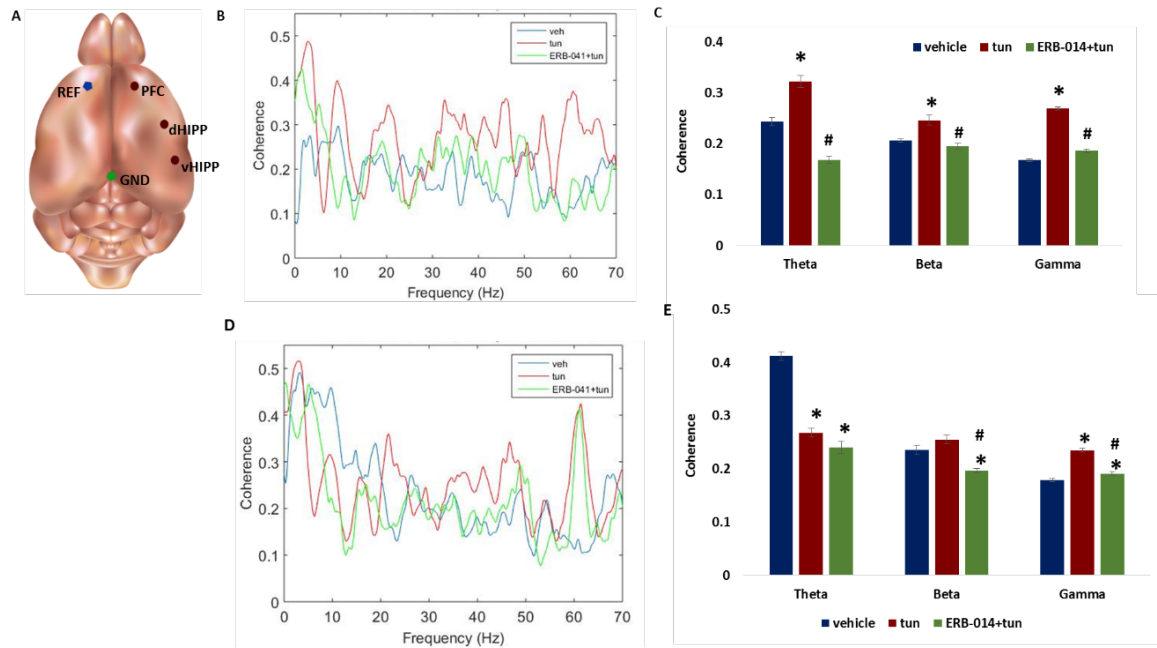 A
REF
PFC
dHIPP
vHIPP
GND
B
0.5
0.4
0.3
0.2
0.1
0
Coherence
0 10 20 30 40 50 60 70
Frequency (Hz)
veh
tun
ERB-041+tun
C
vehicle tun ERB-014+tun
0.4
0.3
0.2
0.1
0
Coherence
* # * # * #
Theta Beta Gamma
D
0.5
0.4
0.3
0.2
0.1
0
Coherence
0 10 20 30 40 50 60 70
Frequency (Hz)
veh
tun
ERB-041+tun
E
0.5
0.4
0.3
0.2
0.1
0
Coherence
* * # * * # *
Theta Beta Gamma
vehicle tun ERB-014+tun